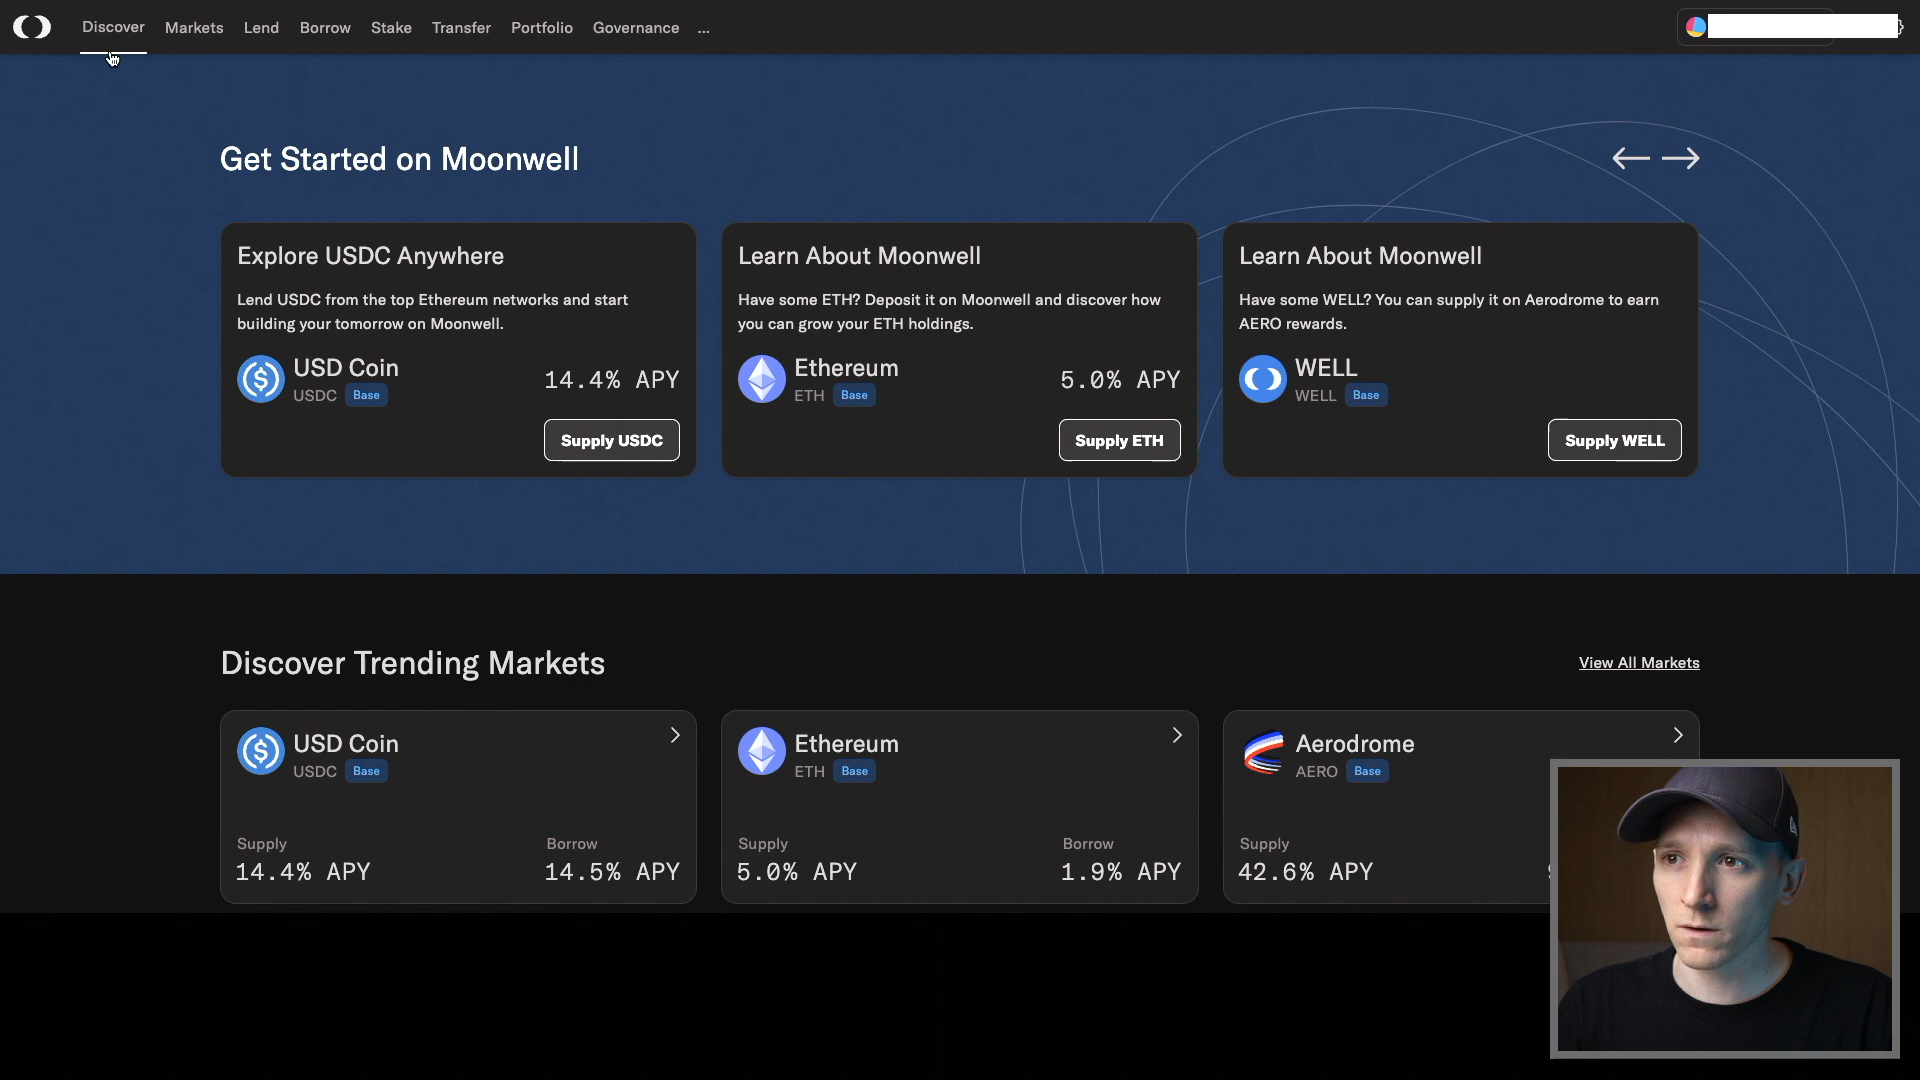 Discover Markets Lend Borrow Stake Transfer Portfolio Governance ...
Get Started on Moonwell
Explore USDC Anywhere
Lend USDC from the top Ethereum networks and start
building your tomorrow on Moonwell.
USD Coin
USDC Base
14.4% APY
Supply USDC
Learn About Moonwell
Have some ETH? Deposit it on Moonwell and discover how
you can grow your ETH holdings.
Ethereum
ETH Base
5.0% APY
Supply ETH
Learn About Moonwell
Have some WELL? You can supply it on Aerodrome to earn
AERO rewards.
WELL
WELL Base
Supply WELL
Discover Trending Markets
View All Markets
USD Coin
USDC Base
Supply Borrow
14.4% APY 14.5% APY
Ethereum
ETH Base
Supply Borrow
5.0% APY 1.9% APY
Aerodrome
AERO Base
Supply
42.6% APY